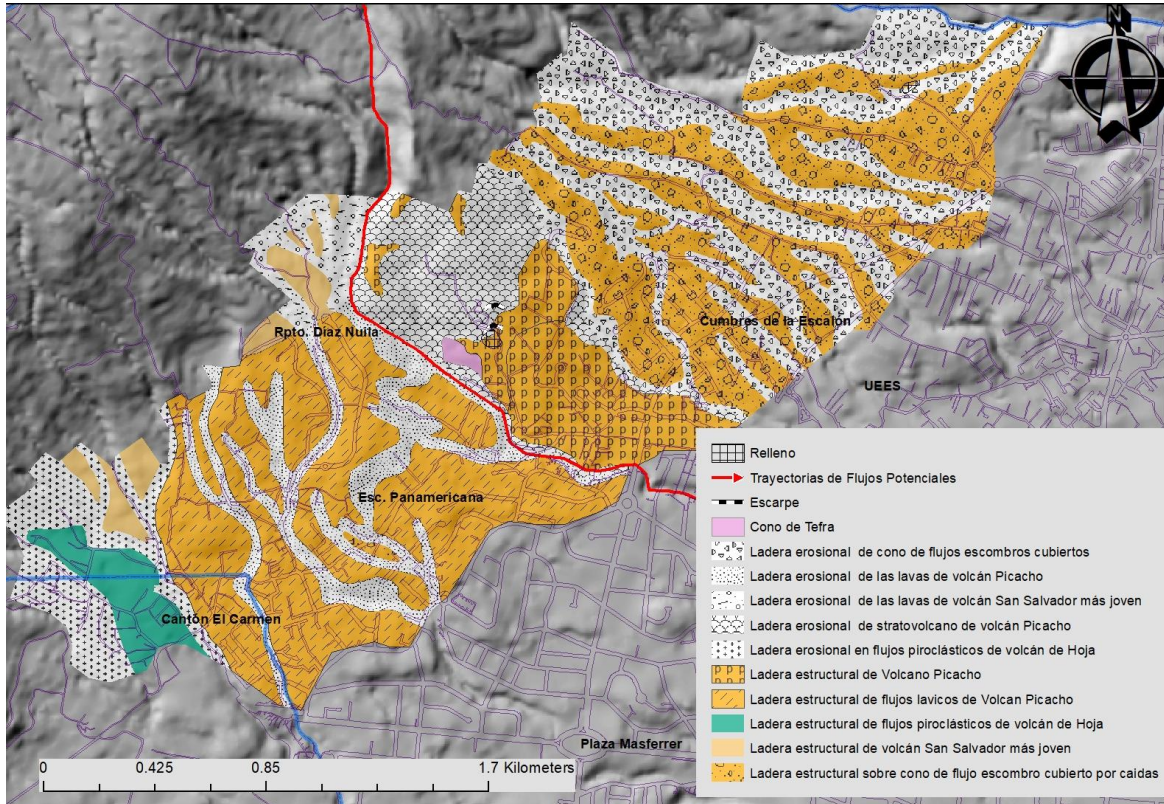 N
Rpto. Díaz Nuila
Cumbres de la Escalón
UEES
Esc. Panamericana
Cantón El Carmen
Plaza Masferrer
Relleno
Trayectorias de Flujos Potenciales
Escarpe
Cono de Tefra
Ladera erosional de cono de flujos escombros cubiertos
Ladera erosional de las lavas de volcán Picacho
Ladera erosional de las lavas de volcán San Salvador más joven
Ladera erosional de stratovolcano de volcán Picacho
Ladera erosional en flujos piroclásticos de volcán de Hoja
Ladera estructural de Volcano Picacho
Ladera estructural de flujos lavicos de Volcan Picacho
Ladera estructural de flujos piroclásticos de volcán de Hoja
Ladera estructural de volcán San Salvador más joven
Ladera estructural sobre cono de flujo escombro cubierto por caidas
0 0.425 0.85 1.7 Kilometers